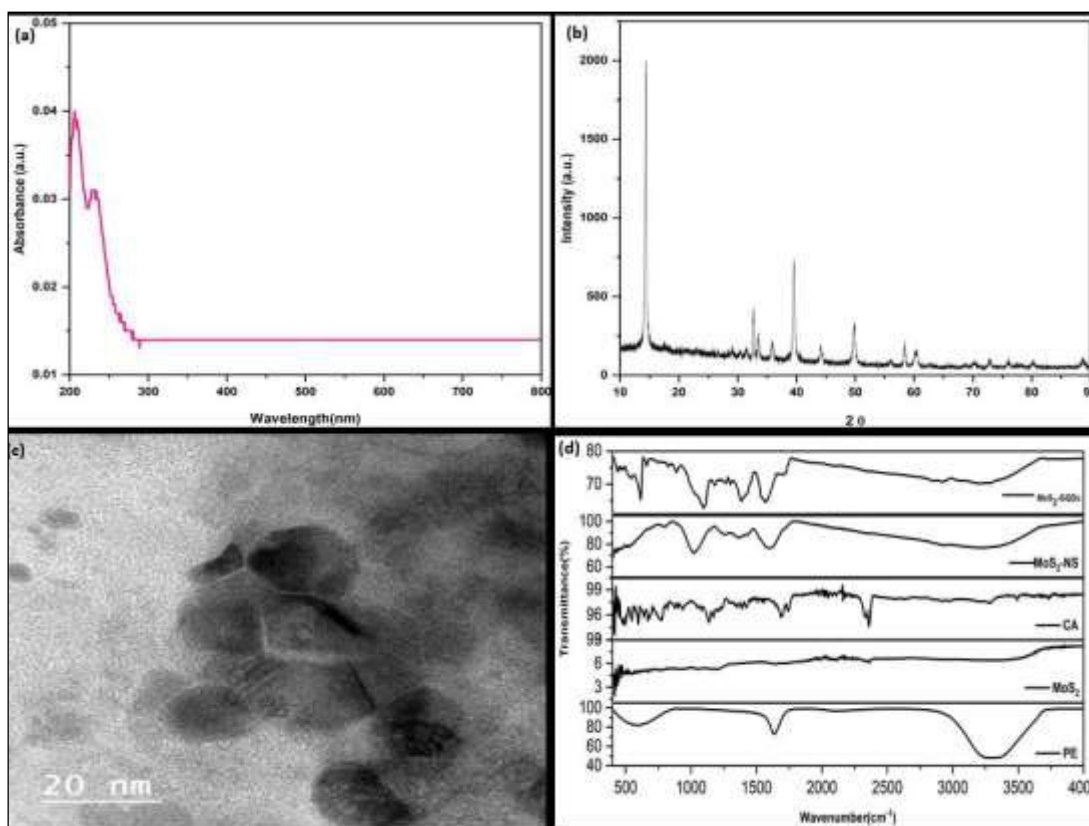 (a)
0.05
0.04
0.03
0.02
0.01
Absorbance (a.u.)
200 300 400 500 600 700 800
Wavelength(nm)
(b)
2000
1500
1000
500
0
Intensity (a.u.)
10 20 30 40 50 60 70 80 90
2 θ
(c)
20 nm
(d)
80
70
100
80
60
99
96
6
3
100
80
60
40
Transmittance(%)
MoS₂-NS
CA
MoS₂
PE
400 1000 1500 2000 2500 3000 3500
Wavenumber(cm⁻¹)